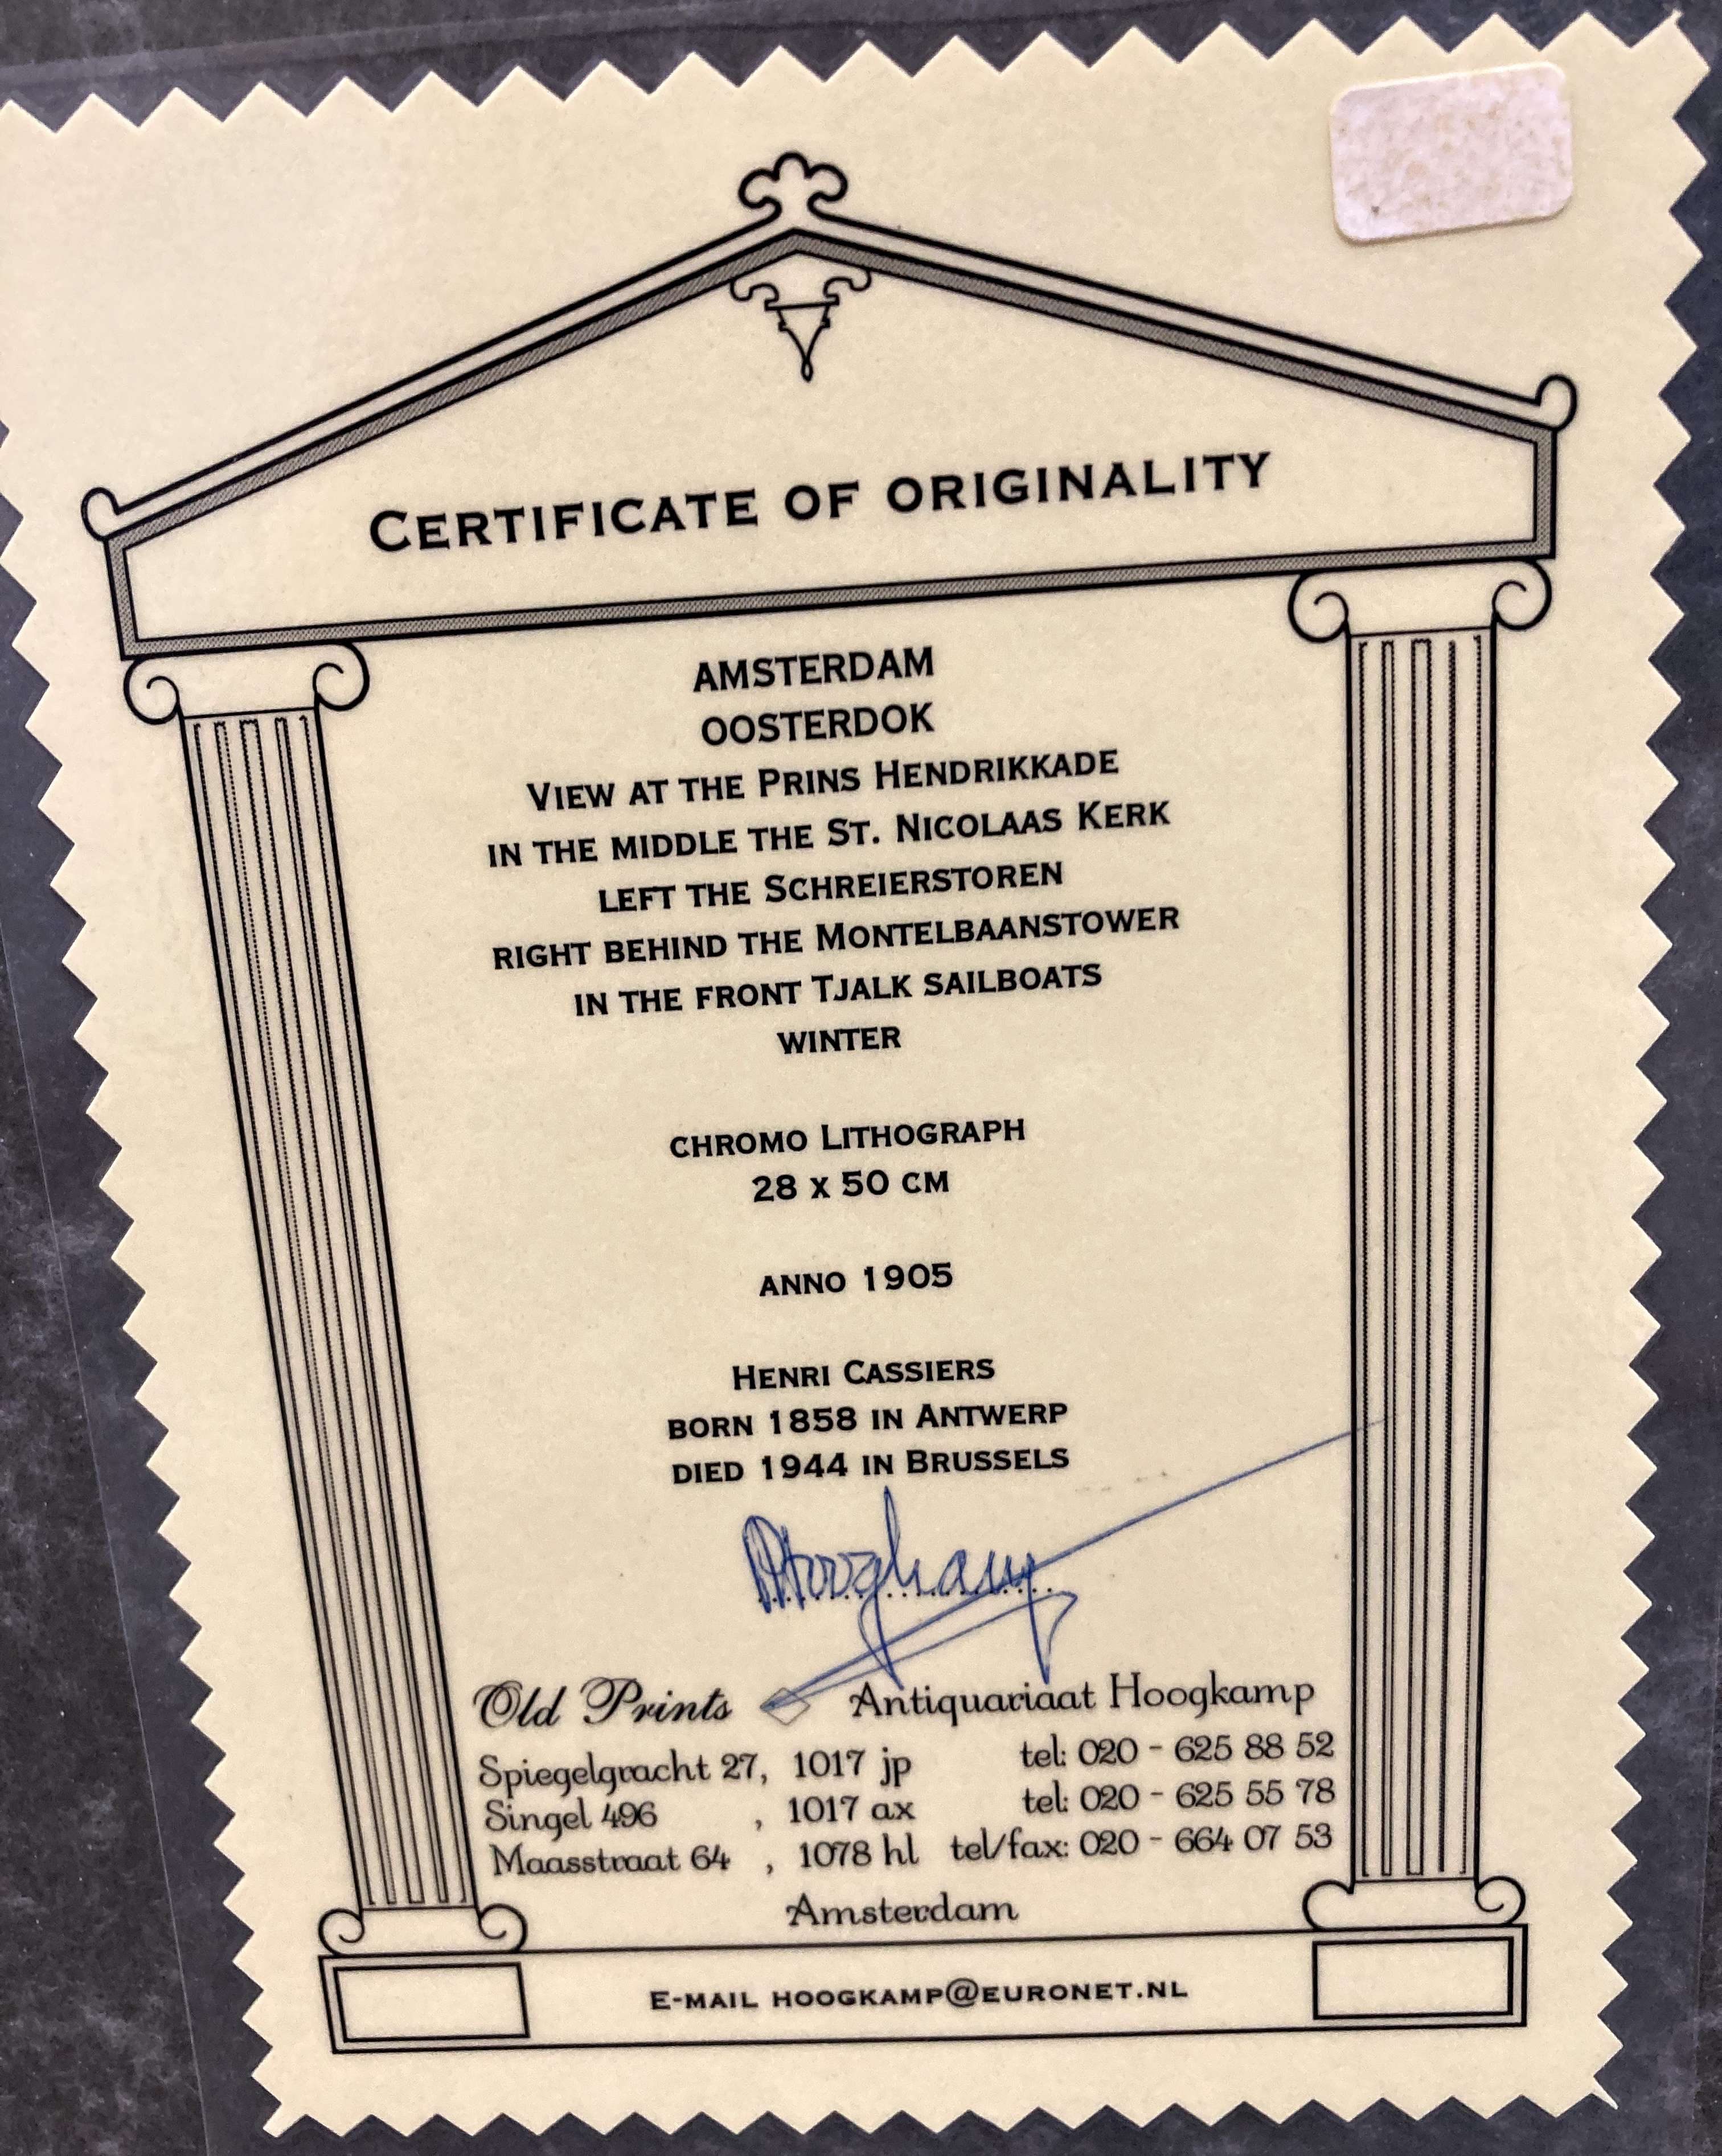 CERTIFICATE OF ORIGINALITY
AMSTERDAM
OOSTERDOK
VIEW AT THE PRINS HENDRIKKADE
IN THE MIDDLE THE ST. NICOLAAS KERK
LEFT THE SCHREIERSTOREN
RIGHT BEHIND THE MONTELBAANSTOWER
IN THE FRONT TJALK SAILBOATS
WINTER
CHROMO LITHOGRAPH
28 X 50 CM
ANNO 1905
HENRI CASSIERS
BORN 1858 IN ANTWERP
DIED 1944 IN BRUSSELS
Old Prints Antiquariaat Hoogkamp
Spiegelgracht 27, 1017 jp tel: 020 - 625 88 52
Singel 496 , 1017 ax tel: 020 - 625 55 78
Maasstraat 64 , 1078 hl tel/fax: 020 - 664 07 53
Amsterdam
E-MAIL HOOGKAMP@EURONET.NL